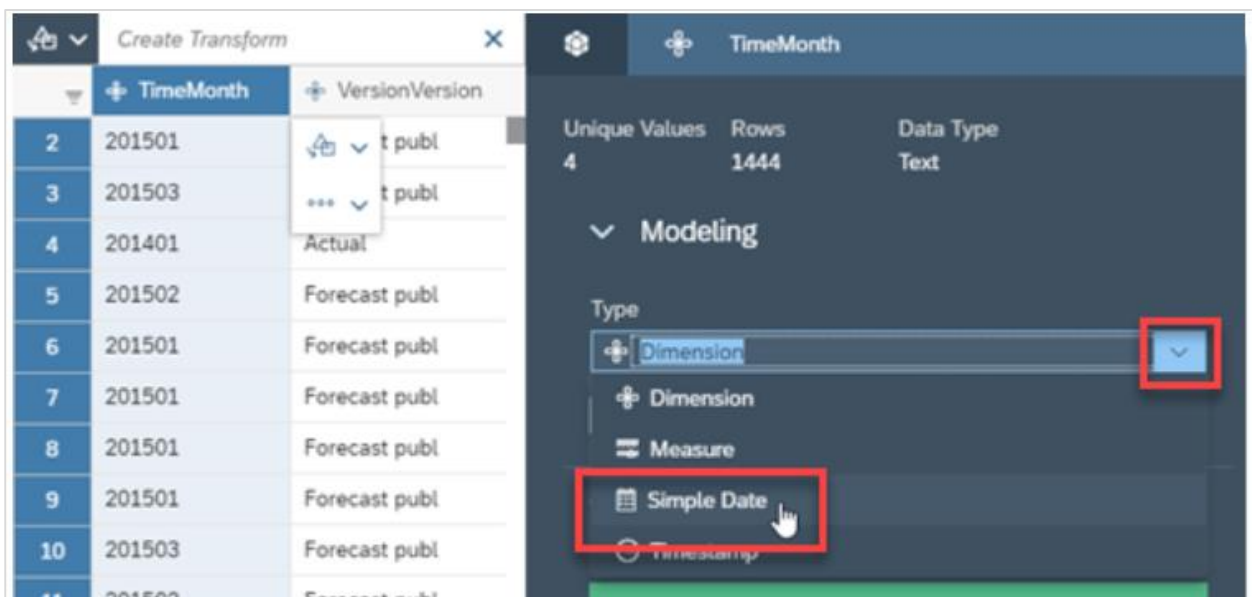 Create Transform
TimeMonth
TimeMonth VersionVersion
2 201501 t publ
3 201503 t publ
4 201401 Actual
5 201502 Forecast publ
6 201501 Forecast publ
7 201501 Forecast publ
8 201501 Forecast publ
9 201501 Forecast publ
10 201503 Forecast publ
Unique Values Rows Data Type
4 1444 Text
Modeling
Type
Dimension
Dimension
Measure
Simple Date
Timestamp